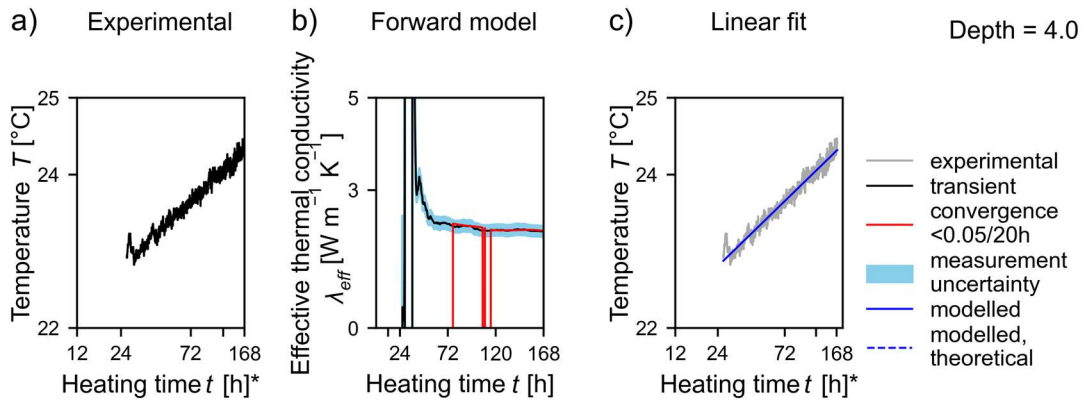 a) Experimental
b) Forward model
c) Linear fit
Depth = 4.0
Temperature T [°C]
25
24
22
12 24 72 168
Heating time t [h]*
Effective thermal conductivity
λeff [W m⁻¹ K⁻¹]
5
3
0
24 72 120 168
Heating time t [h]
Temperature T [°C]
25
24
22
12 24 72 168
Heating time t [h]*
experimental
transient
convergence
<0.05/20h
measurement
uncertainty
modelled
modelled,
theoretical